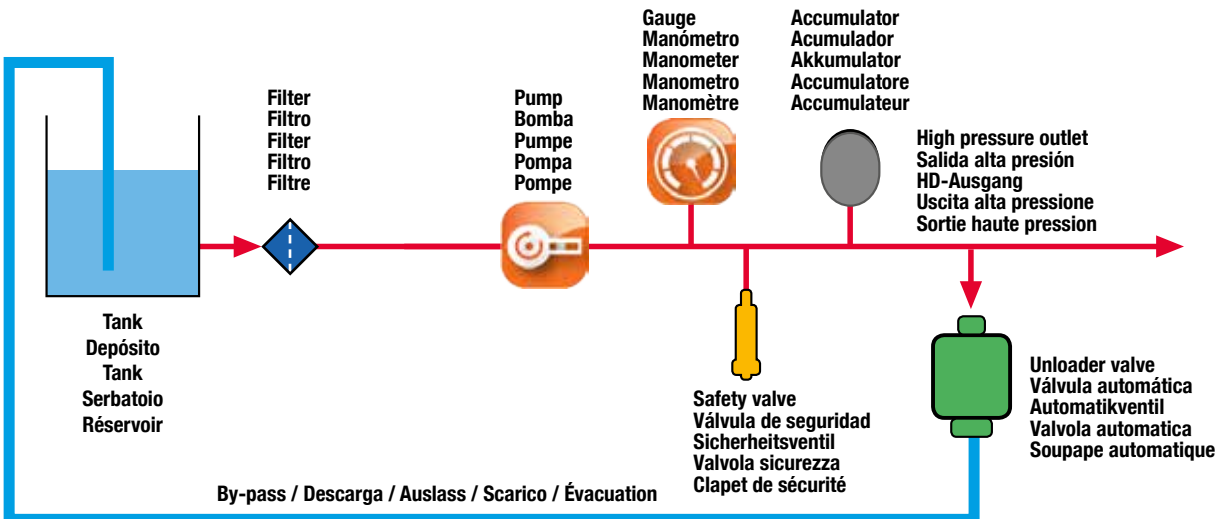 Gauge
Manómetro
Manometer
Manometro
Manomètre
Accumulator
Acumulador
Akkumulator
Accumulatore
Accumulateur
Filter
Filtro
Filter
Filtro
Filtre
Pump
Bomba
Pumpe
Pompa
Pompe
High pressure outlet
Salida alta presión
HD-Ausgang
Uscita alta pressione
Sortie haute pression
Tank
Depósito
Tank
Serbatoio
Réservoir
Safety valve
Válvula de seguridad
Sicherheitsventil
Valvola sicurezza
Clapet de sécurité
Unloader valve
Válvula automática
Automatikventil
Valvola automatica
Soupape automatique
By-pass / Descarga / Auslass / Scarico / Évacuation